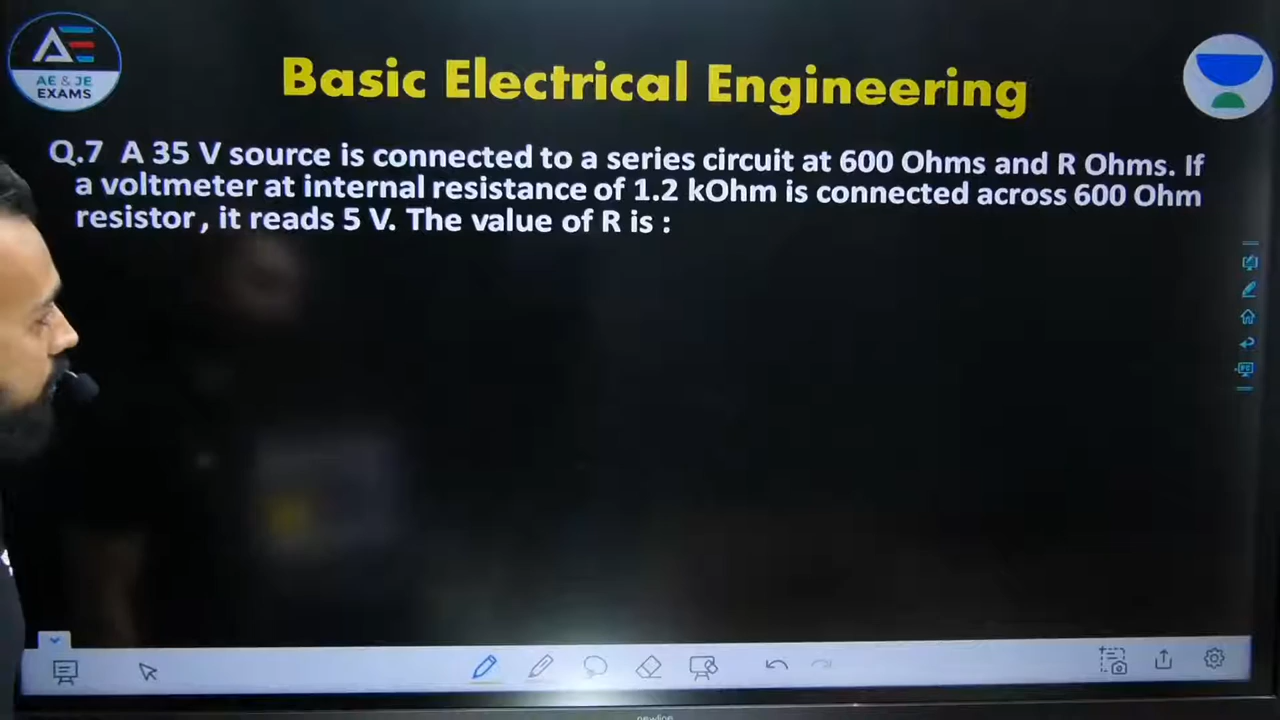 AE & JE
EXAMS
Basic Electrical Engineering
Q.7 A 35 V source is connected to a series circuit at 600 Ohms and R Ohms. If
a voltmeter at internal resistance of 1.2 kOhm is connected across 600 Ohm
resistor, it reads 5 V. The value of R is :
newline